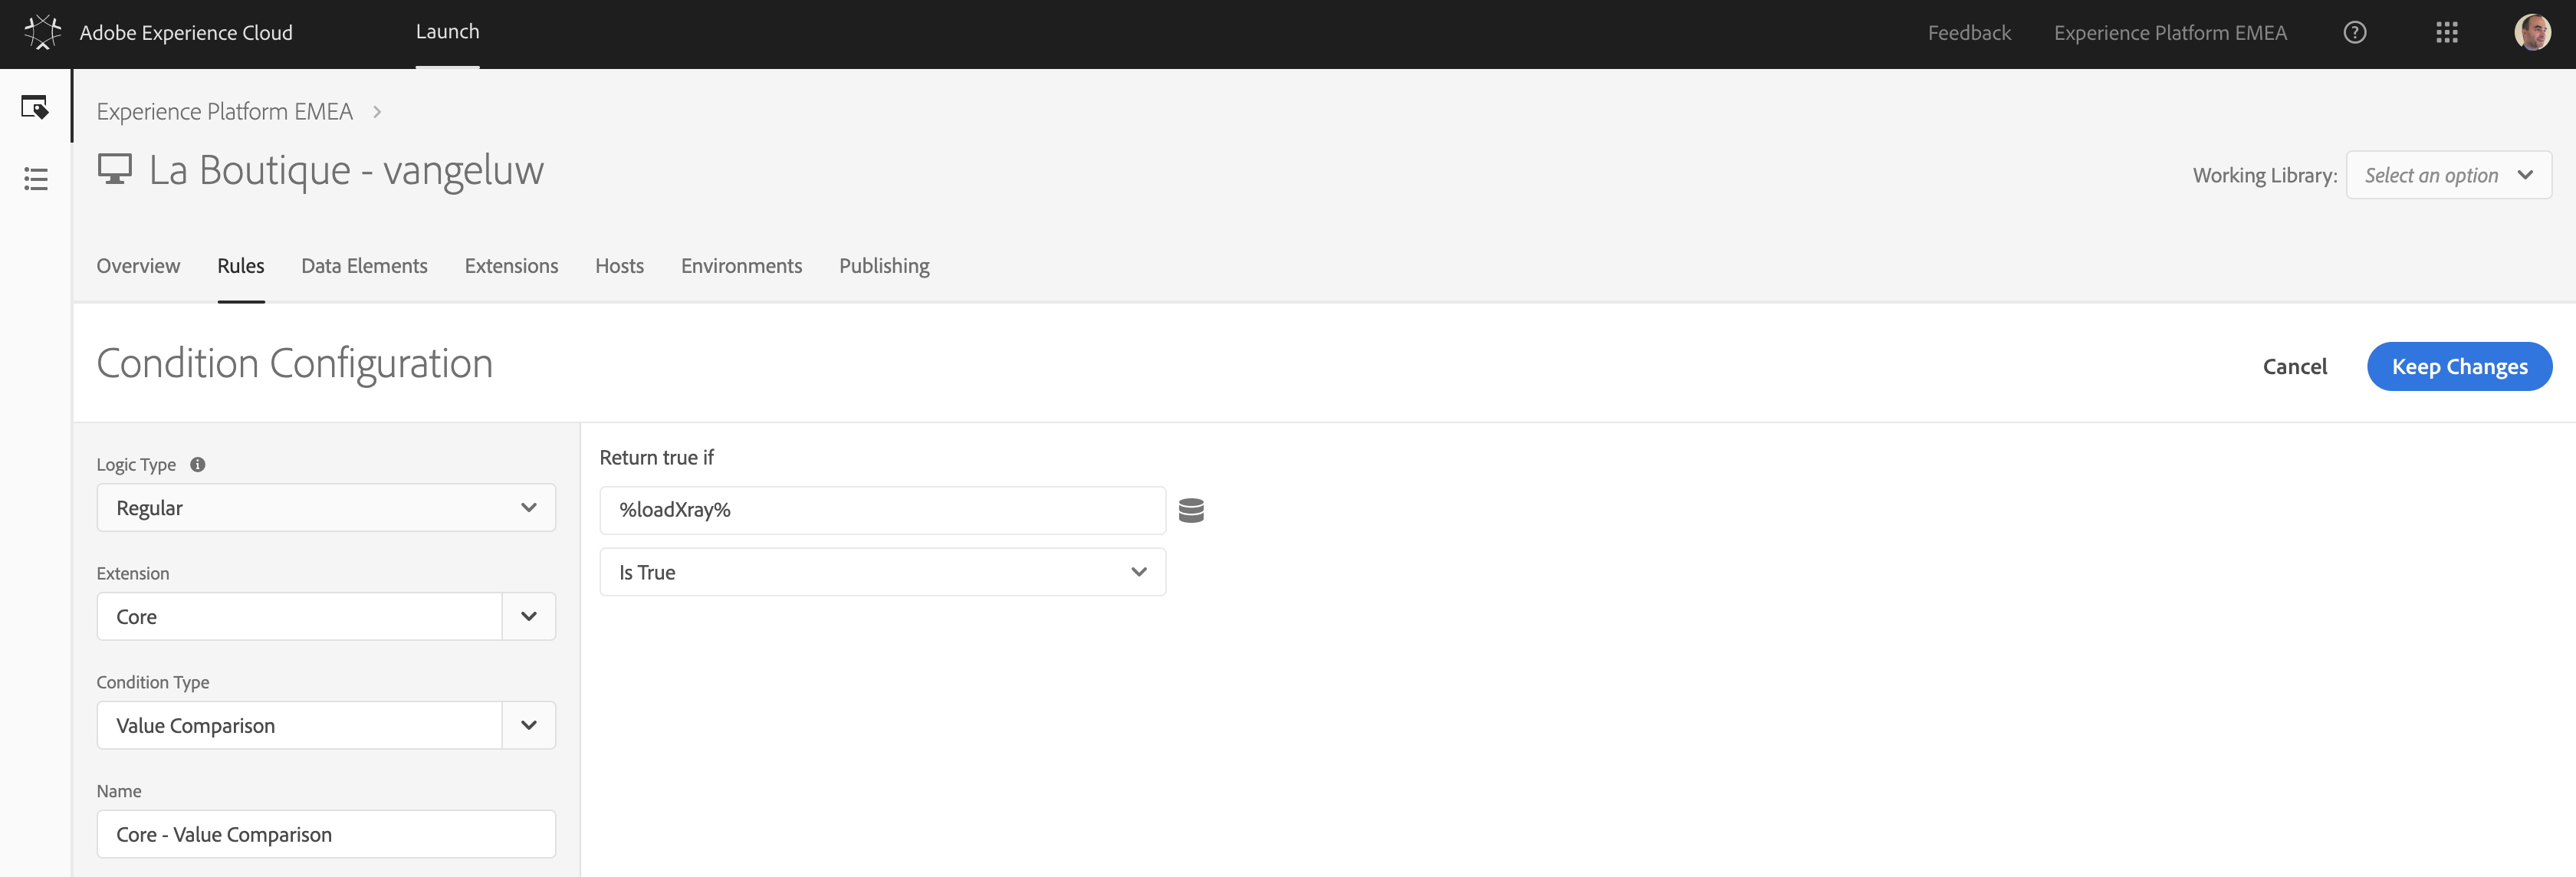 Adobe Experience Cloud
Launch
Feedback
Experience Platform EMEA
Experience Platform EMEA
La Boutique - vangeluw
Working Library:
Select an option
Overview
Rules
Data Elements
Extensions
Hosts
Environments
Publishing
Condition Configuration
Cancel
Keep Changes
Logic Type
Regular
Extension
Core
Condition Type
Value Comparison
Name
Core - Value Comparison
Return true if
%loadXray%
Is True